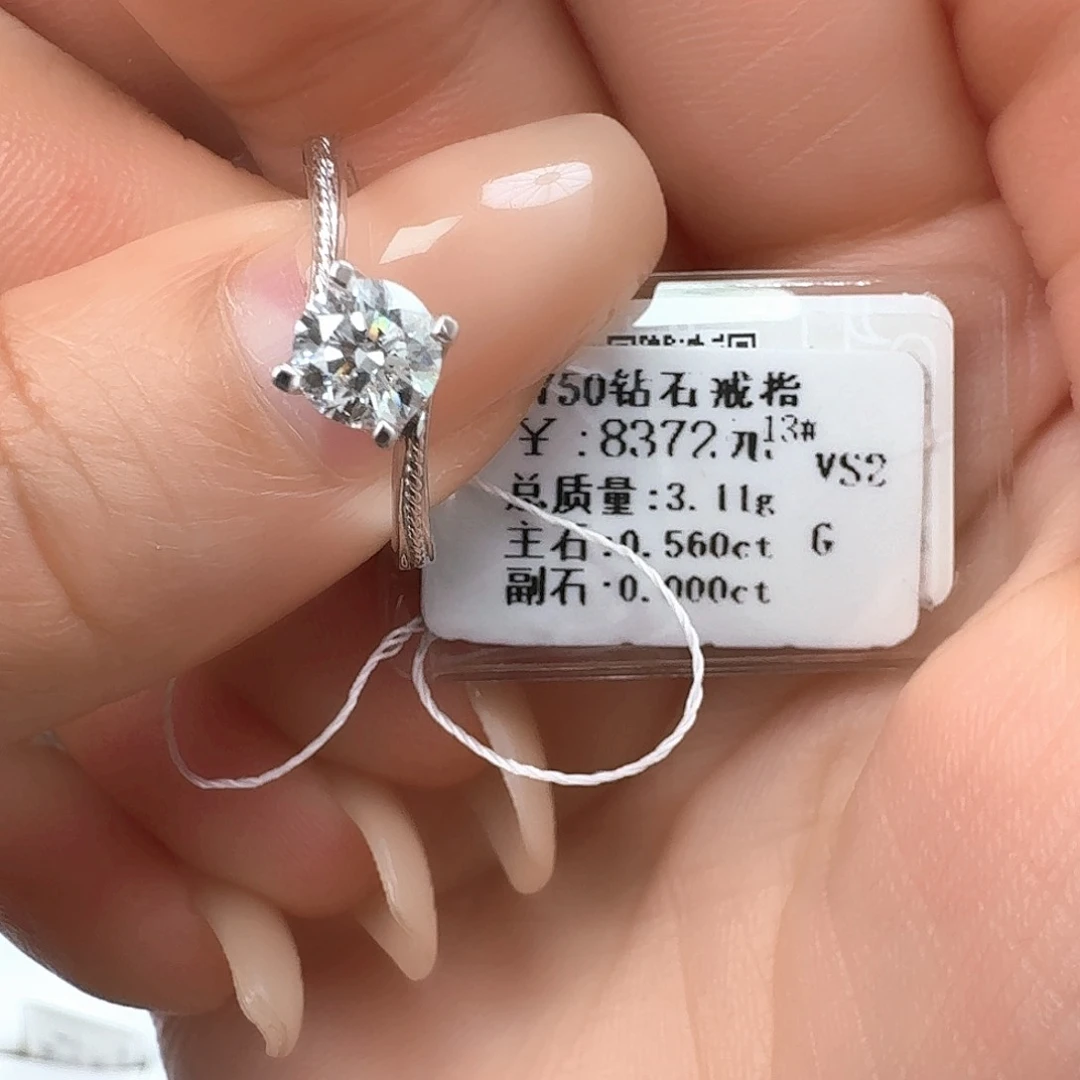 750钻石戒指
￥:8372元 13#
VS2
总质量:3.11g
主石:0.560ct G
副石:0.000ct